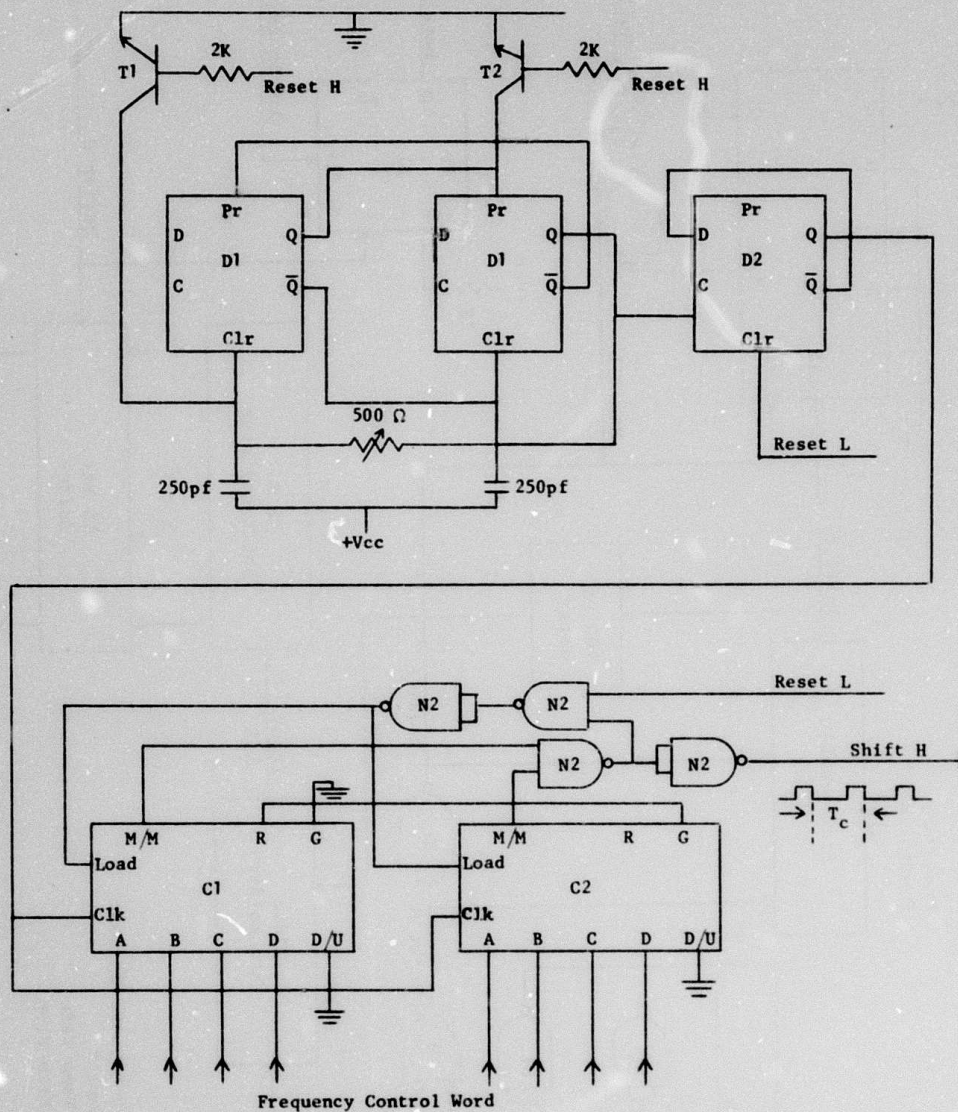 2K
2K
T1
T2
Reset H
Reset H
Pr
Pr
Pr
D
Q
D
Q
D
Q
D1
D1
D2
C
Q̅
C
Q̅
C
Q̅
Clr
Clr
Clr
500 Ω
Reset L
250pf
250pf
+Vcc
Reset L
N2
N2
Shift H
N2
N2
T_c
M/M
R
G
M/M
R
G
Load
Load
C1
C2
Clk
Clk
A
B
C
D
D/U
A
B
C
D
D/U
Frequency Control Word